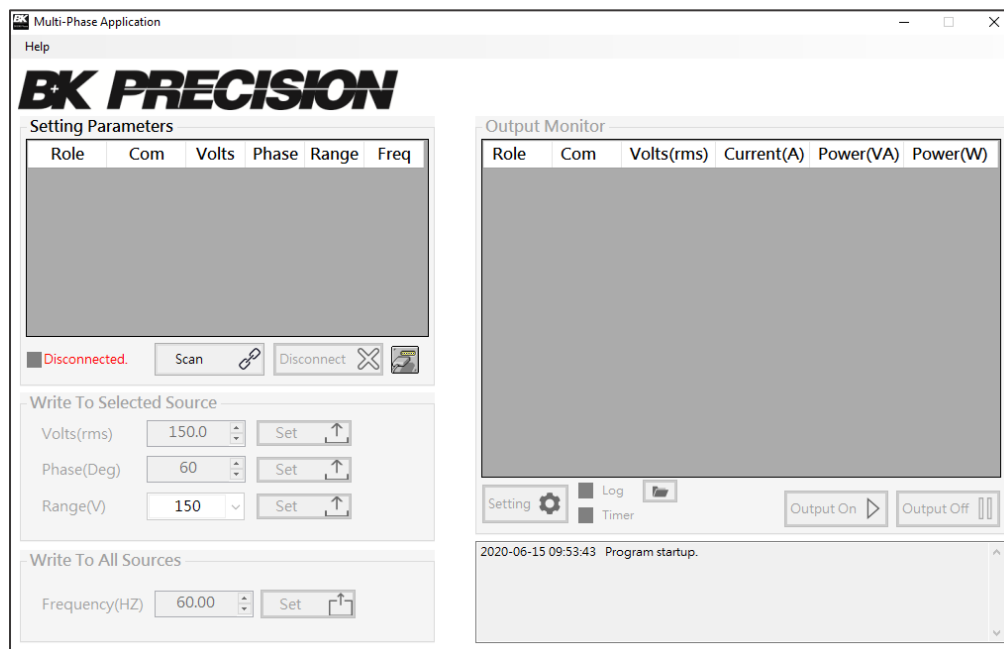 BK Multi-Phase Application
Help
BK PRECISION
Setting Parameters
Role Com Volts Phase Range Freq
Disconnected. Scan Disconnect
Write To Selected Source
Volts(rms) 150.0 Set
Phase(Deg) 60 Set
Range(V) 150 Set
Write To All Sources
Frequency(HZ) 60.00 Set
Output Monitor
Role Com Volts(rms) Current(A) Power(VA) Power(W)
Setting Log
Timer
Output On Output Off
2020-06-15 09:53:43 Program startup.